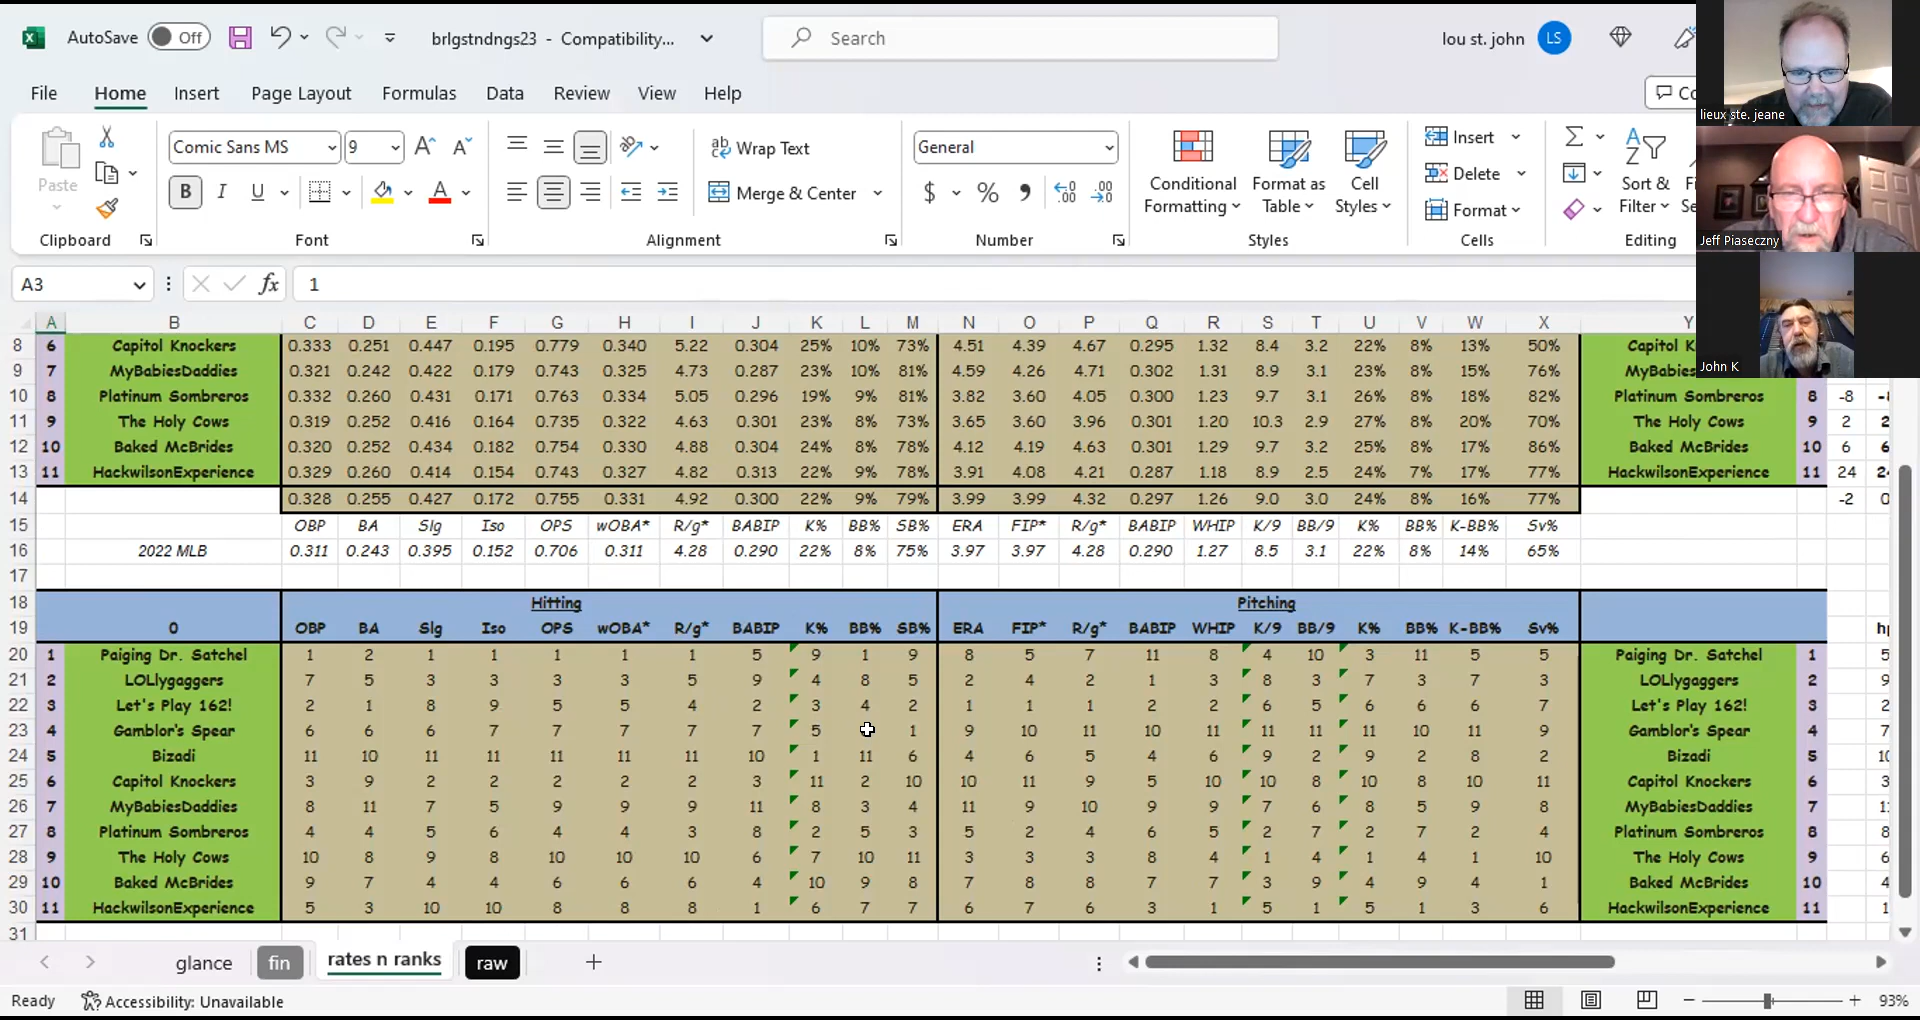 AutoSave Off brlgstndngs23 - Compatibility... Search lou st. john LS
File Home Insert Page Layout Formulas Data Review View Help
Paste Comic Sans MS 9 A^ A˅ Wrap Text General Conditional Formatting Format as Table Cell Styles Insert Delete Format Sort & Filter
B I U A Merge & Center $ % , .00
Clipboard Font Alignment Number Styles Cells Editing
lieux ste. jeane
Jeff Piaseczny
John K
A3 fx 1
A B C D E F G H I J K L M N O P Q R S T U V W X Y
8 6 Capitol Knockers 0.333 0.251 0.447 0.195 0.779 0.340 5.22 0.304 25% 10% 73% 4.51 4.39 4.67 0.295 1.32 8.4 3.2 22% 8% 13% 50% Capitol K
9 7 MyBabiesDaddies 0.321 0.242 0.422 0.179 0.743 0.325 4.73 0.287 23% 10% 81% 4.59 4.26 4.71 0.302 1.31 8.9 3.1 23% 8% 15% 76% MyBabies
10 8 Platinum Sombreros 0.332 0.260 0.431 0.171 0.763 0.334 5.05 0.296 19% 9% 81% 3.82 3.60 4.05 0.300 1.23 9.7 3.1 26% 8% 18% 82% Platinum Sombreros 8 -8
11 9 The Holy Cows 0.319 0.252 0.416 0.164 0.735 0.322 4.63 0.301 23% 8% 73% 3.65 3.60 3.96 0.301 1.20 10.3 2.9 27% 8% 20% 70% The Holy Cows 9 2 2
12 10 Baked McBrides 0.320 0.252 0.434 0.182 0.754 0.330 4.88 0.304 24% 8% 78% 4.12 4.19 4.63 0.301 1.29 9.7 3.2 25% 8% 17% 86% Baked McBrides 10 6 6
13 11 HackwilsonExperience 0.329 0.260 0.414 0.154 0.743 0.327 4.82 0.313 22% 9% 78% 3.91 4.08 4.21 0.287 1.18 8.9 2.5 24% 7% 17% 77% HackwilsonExperience 11 24 24
14 0.328 0.255 0.427 0.172 0.755 0.331 4.92 0.300 22% 9% 79% 3.99 3.99 4.32 0.297 1.26 9.0 3.0 24% 8% 16% 77% -2 0
15 OBP BA Slg Iso OPS wOBA* R/g* BABIP K% BB% SB% ERA FIP* R/g* BABIP WHIP K/9 BB/9 K% BB% K-BB% Sv%
16 2022 MLB 0.311 0.243 0.395 0.152 0.706 0.311 4.28 0.290 22% 8% 75% 3.97 3.97 4.28 0.290 1.27 8.5 3.1 22% 8% 14% 65%
17
18 Hitting Pitching
19 0 OBP BA Slg Iso OPS wOBA* R/g* BABIP K% BB% SB% ERA FIP* R/g* BABIP WHIP K/9 BB/9 K% BB% K-BB% Sv%
20 1 Paiging Dr. Satchel 1 2 1 1 1 1 1 5 9 1 9 8 5 7 11 8 4 10 3 11 5 5 Paiging Dr. Satchel 1 5
21 2 LOLlygaggers 7 5 3 3 3 3 5 9 4 8 5 2 4 2 1 3 8 3 7 3 7 3 LOLlygaggers 2 9
22 3 Let's Play 162! 2 1 8 9 5 5 4 2 3 4 2 1 1 1 2 2 6 5 6 6 6 7 Let's Play 162! 3 2
23 4 Gamblor's Spear 6 6 6 7 7 7 7 7 5 1 9 10 11 10 11 11 11 11 10 11 9 Gamblor's Spear 4 7
24 5 Bizadi 11 10 11 11 11 11 11 10 1 11 6 4 6 5 4 6 9 2 9 2 8 2 Bizadi 5 10
25 6 Capitol Knockers 3 9 2 2 2 2 2 3 11 2 10 10 11 9 5 10 10 8 10 8 10 11 Capitol Knockers 6 3
26 7 MyBabiesDaddies 8 11 7 5 9 9 9 11 8 3 4 11 9 10 9 9 7 6 8 5 9 8 MyBabiesDaddies 7
27 8 Platinum Sombreros 4 4 5 6 4 4 3 8 2 5 3 5 2 4 6 5 2 7 2 7 2 4 Platinum Sombreros 8 8
28 9 The Holy Cows 10 8 9 8 10 10 10 6 7 10 11 3 3 3 8 4 1 4 1 4 1 10 The Holy Cows 9 6
29 10 Baked McBrides 9 7 4 4 6 6 6 4 10 9 8 7 8 8 7 7 3 9 4 9 4 1 Baked McBrides 10 4
30 11 HackwilsonExperience 5 3 10 10 8 8 8 1 6 7 7 6 7 6 3 1 5 1 5 1 3 6 HackwilsonExperience 11 1
31
glance fin rates n ranks raw
Ready Accessibility: Unavailable 93%